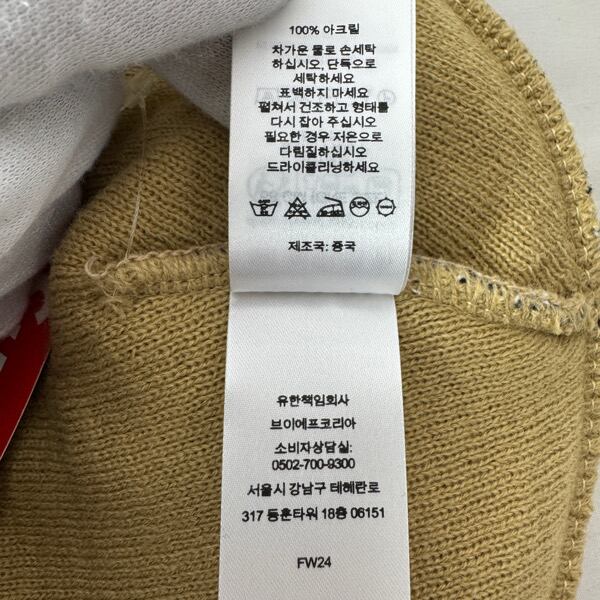 100% 아크릴
차가운 물로 손세탁
하십시오, 단독으로
세탁하세요
표백하지 마세요
펼쳐서 건조하고 형태를
다시 잡아 주십시오
필요한 경우 저온으로
다림질하십시오
드라이클리닝하세요
제조국: 중국
유한책임회사
브이에프코리아
소비자상담실:
0502-700-9300
서울시 강남구 테헤란로
317 동훈타워 18층 06151
FW24